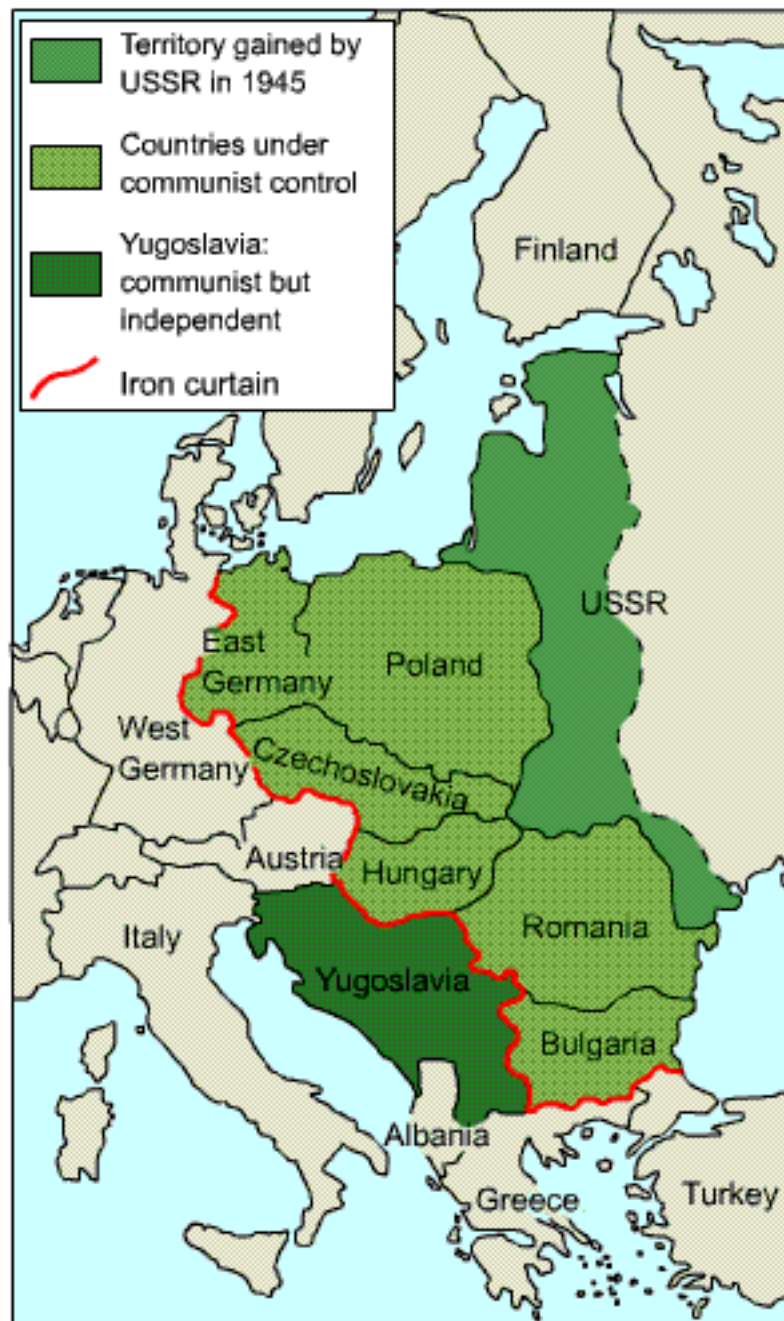 Territory gained by
USSR in 1945
Countries under
communist control
Yugoslavia:
communist but
independent
Iron curtain
Finland
USSR
East
Germany
Poland
West
Germany
Czechoslovakia
Austria
Hungary
Italy
Romania
Yugoslavia
Bulgaria
Albania
Greece
Turkey